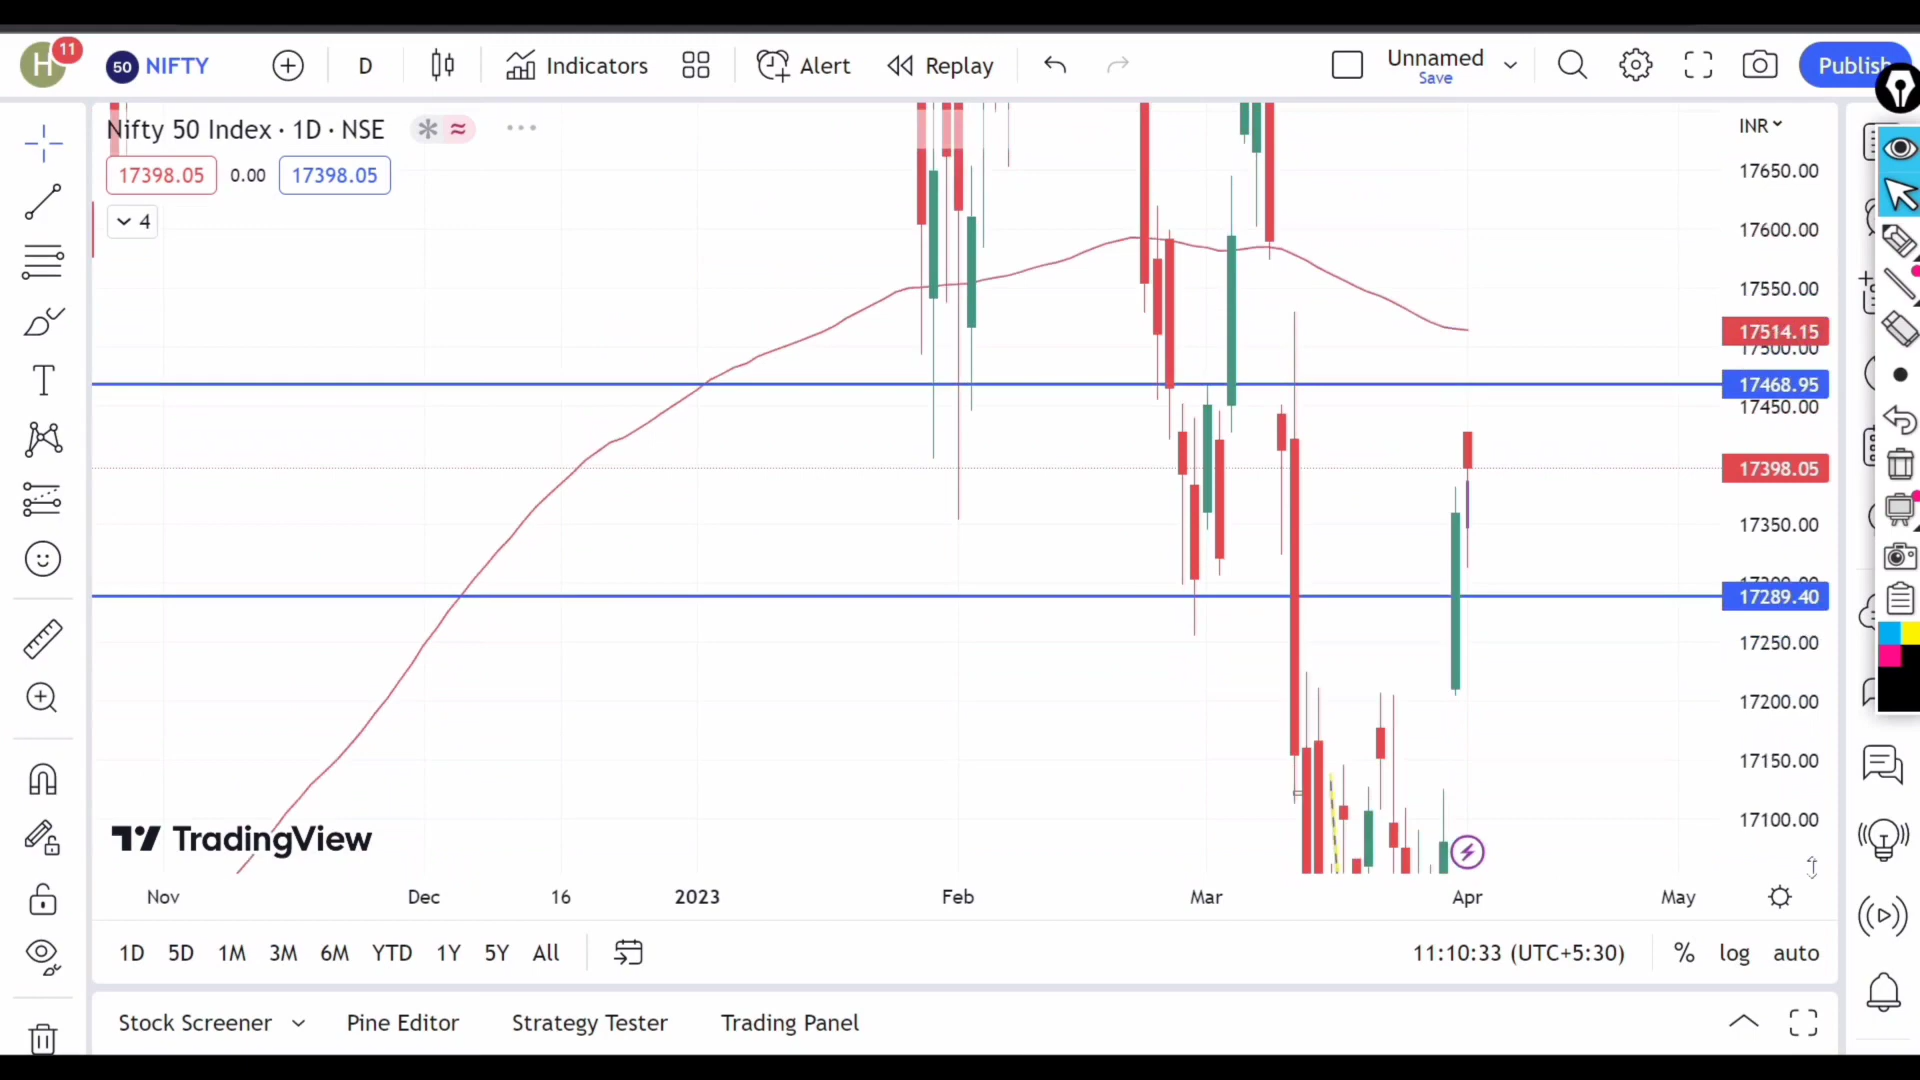 H 11 50 NIFTY D Indicators Alert Replay Unnamed Save Publish
Nifty 50 Index · 1D · NSE
INR
17398.05 0.00 17398.05
4
17650.00
17600.00
17550.00
17514.15
17500.00
17468.95
17450.00
17398.05
17350.00
17300.00
17289.40
17250.00
17200.00
17150.00
17100.00
TradingView
Nov Dec 16 2023 Feb Mar Apr May
1D 5D 1M 3M 6M YTD 1Y 5Y All 11:10:33 (UTC+5:30) % log auto
Stock Screener Pine Editor Strategy Tester Trading Panel